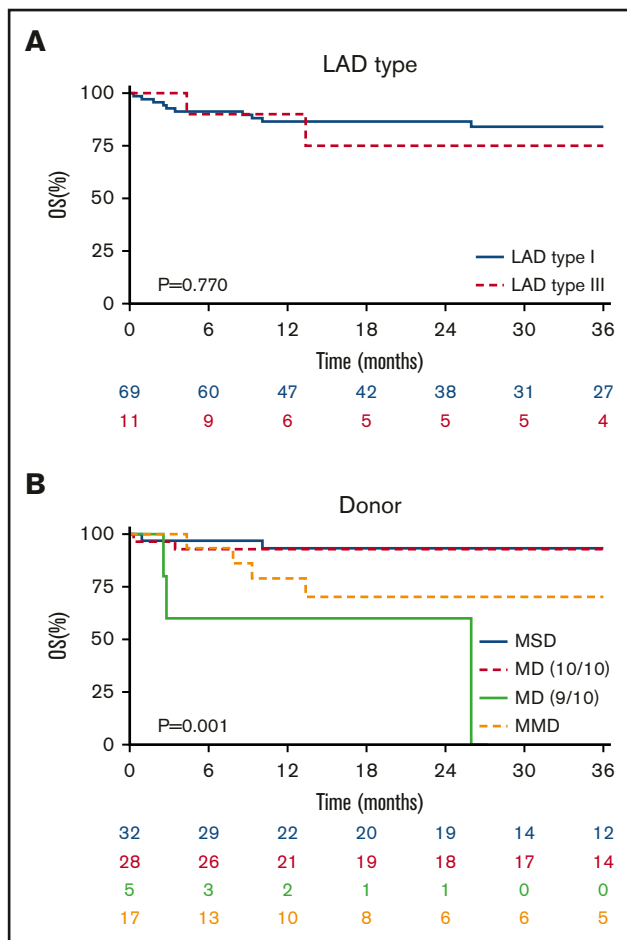 A
LAD type
100
75
50
25
0
OS(%)
P=0.770
LAD type I
LAD type III
0 6 12 18 24 30 36
Time (months)
69 60 47 42 38 31 27
11 9 6 5 5 5 4
B
Donor
100
75
50
25
0
OS(%)
P=0.001
MSD
MD (10/10)
MD (9/10)
MMD
0 6 12 18 24 30 36
Time (months)
32 29 22 20 19 14 12
28 26 21 19 18 17 14
5 3 2 1 1 0 0
17 13 10 8 6 6 5